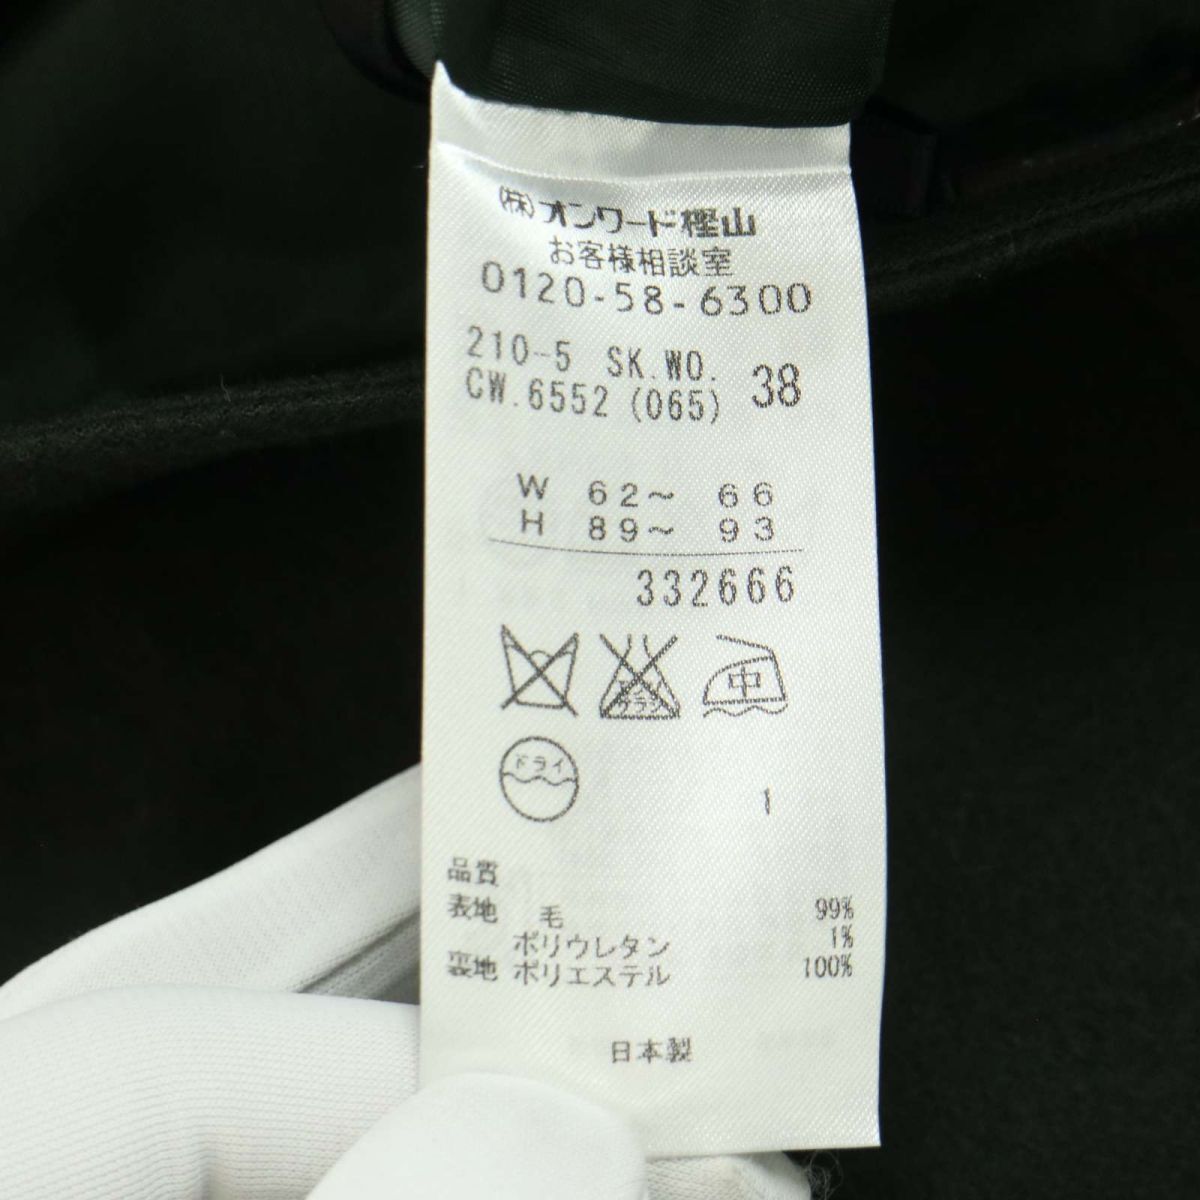 (株)オンワード樫山
お客様相談室
0120-58-6300
210-5 SK.WO.
CW.6552 (065) 38
W 62～ 66
H 89～ 93
332666
中
ドライ
1
品質
表地 毛 99%
ポリウレタン 1%
裏地 ポリエステル 100%
日本製